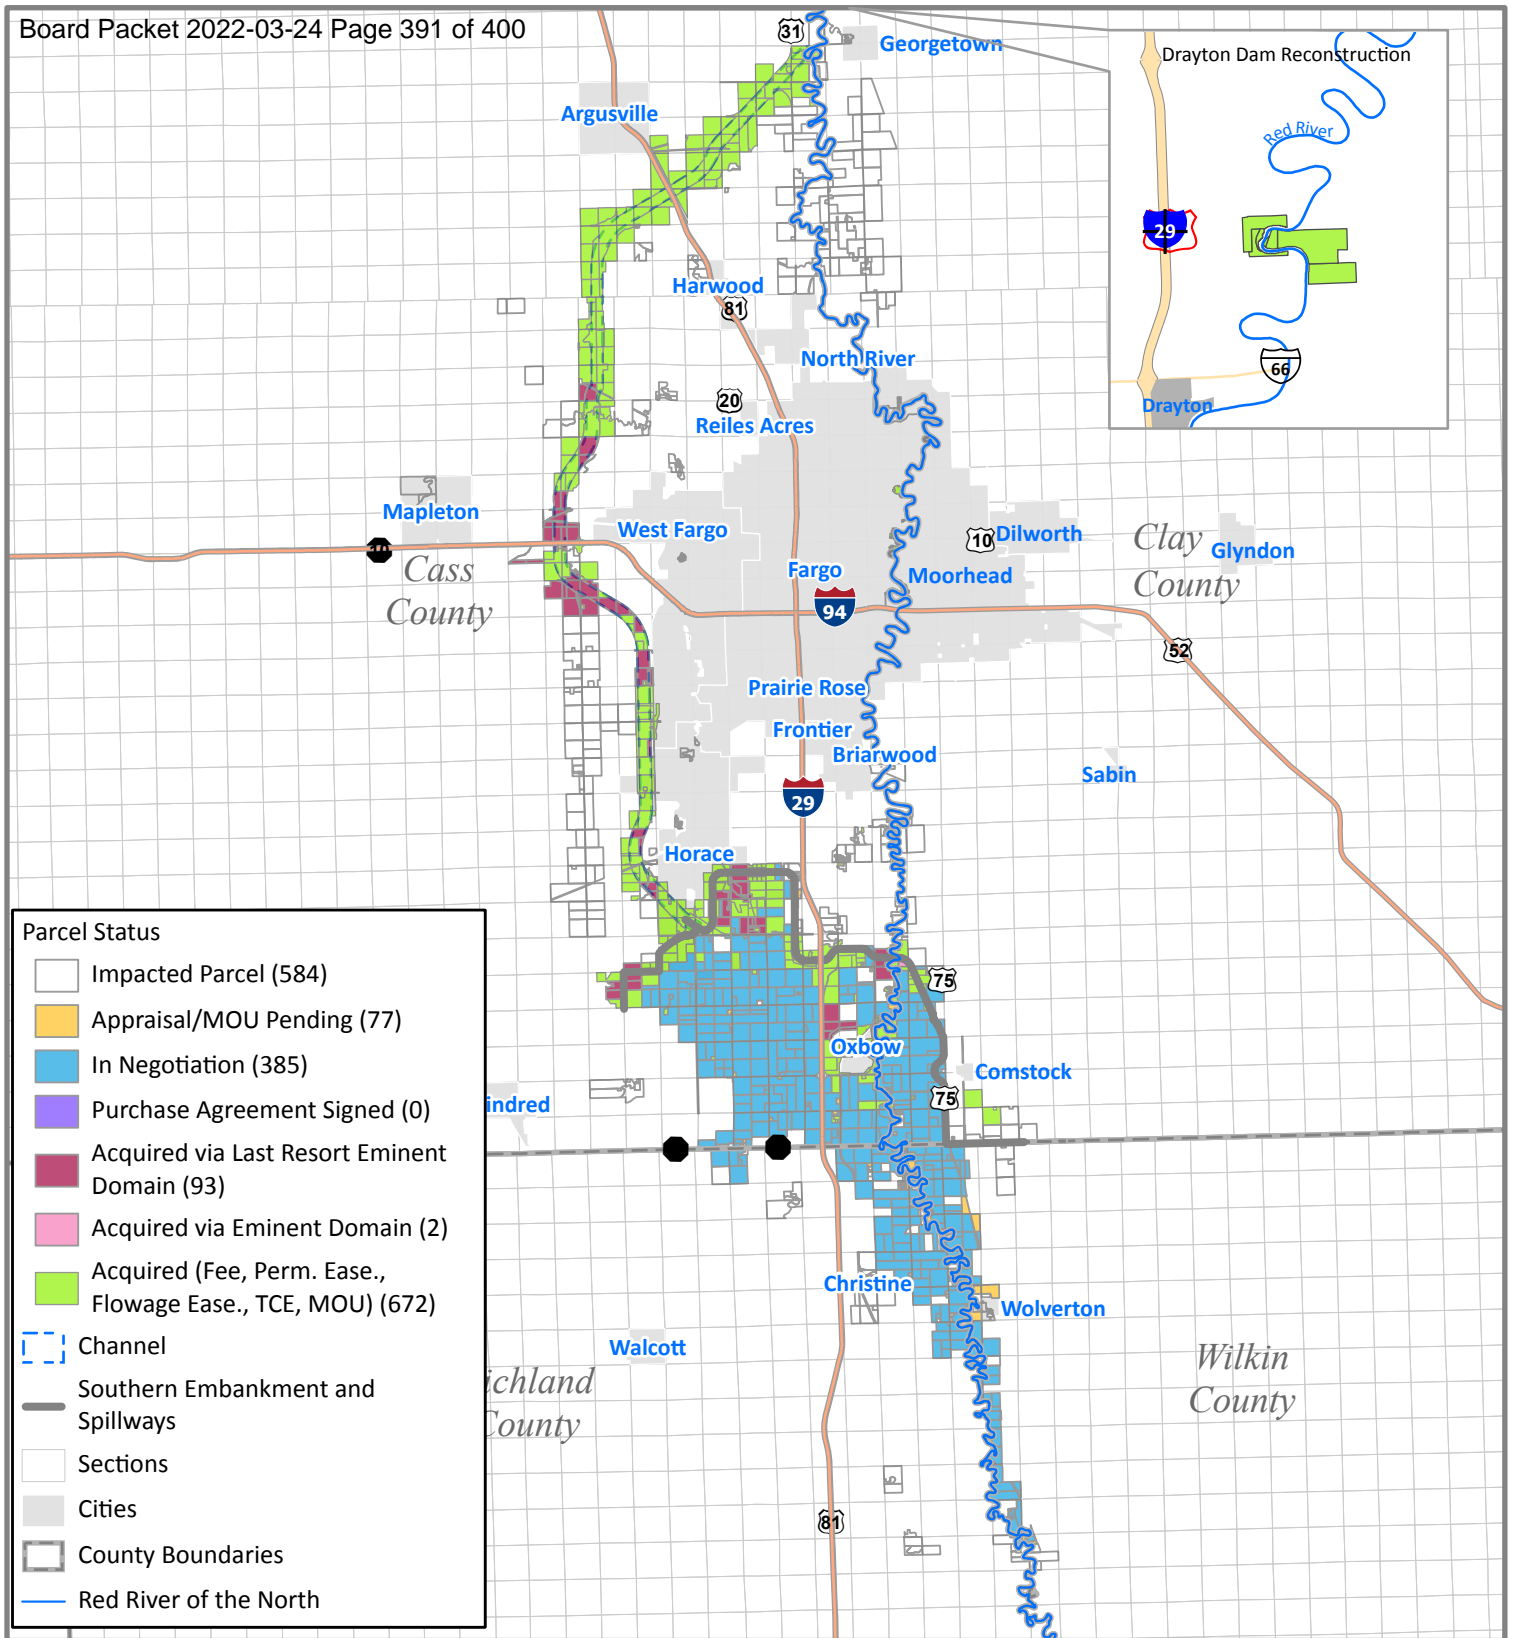 Board Packet 2022-03-24 Page 391 of 400
31
Georgetown
Drayton Dam Reconstruction
Argusville
Red River
29
Harwood
81
North River
66
20
Reiles Acres
Drayton
Mapleton
West Fargo
10
Dilworth
Clay
County
Glyndon
10
Cass
County
Fargo
Moorhead
94
52
Prairie Rose
Frontier
Briarwood
Sabin
29
Horace
75
Oxbow
Comstock
75
indred
Christine
Wolverton
Walcott
Wilkin
County
ichland
County
81
Parcel Status
Impacted Parcel (584)
Appraisal/MOU Pending (77)
In Negotiation (385)
Purchase Agreement Signed (0)
Acquired via Last Resort Eminent
Domain (93)
Acquired via Eminent Domain (2)
Acquired (Fee, Perm. Ease.,
Flowage Ease., TCE, MOU) (672)
Channel
Southern Embankment and
Spillways
Sections
Cities
County Boundaries
Red River of the North